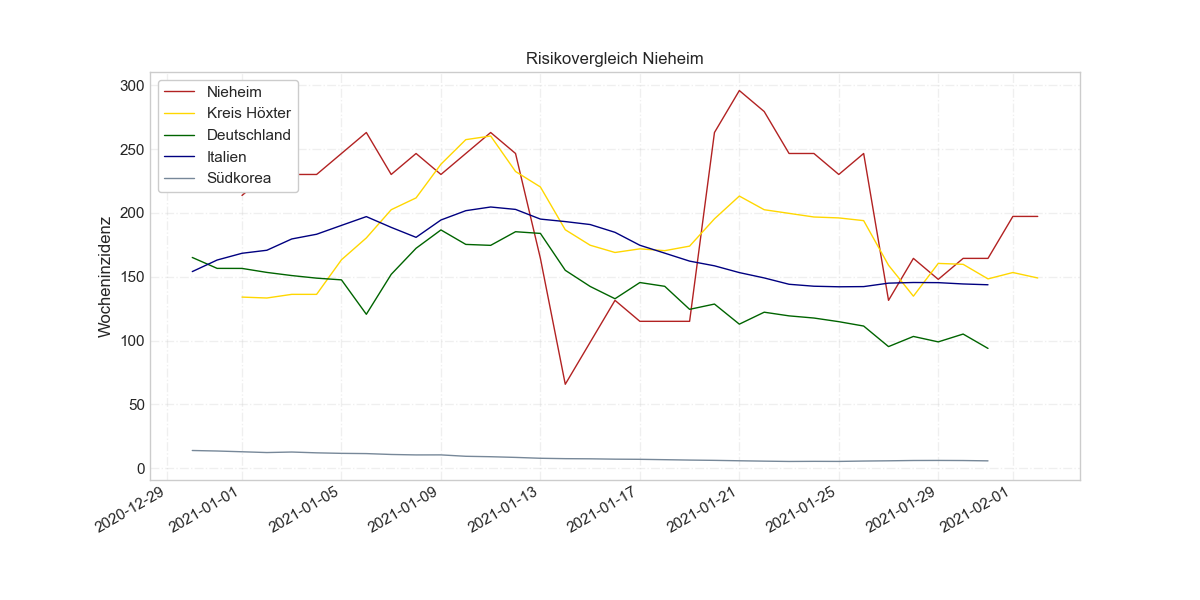 Risikovergleich Nieheim
Wocheninzidenz
300
250
200
150
100
50
0
Nieheim
Kreis Höxter
Deutschland
Italien
Südkorea
2020-12-29
2021-01-01
2021-01-05
2021-01-09
2021-01-13
2021-01-17
2021-01-21
2021-01-25
2021-01-29
2021-02-01